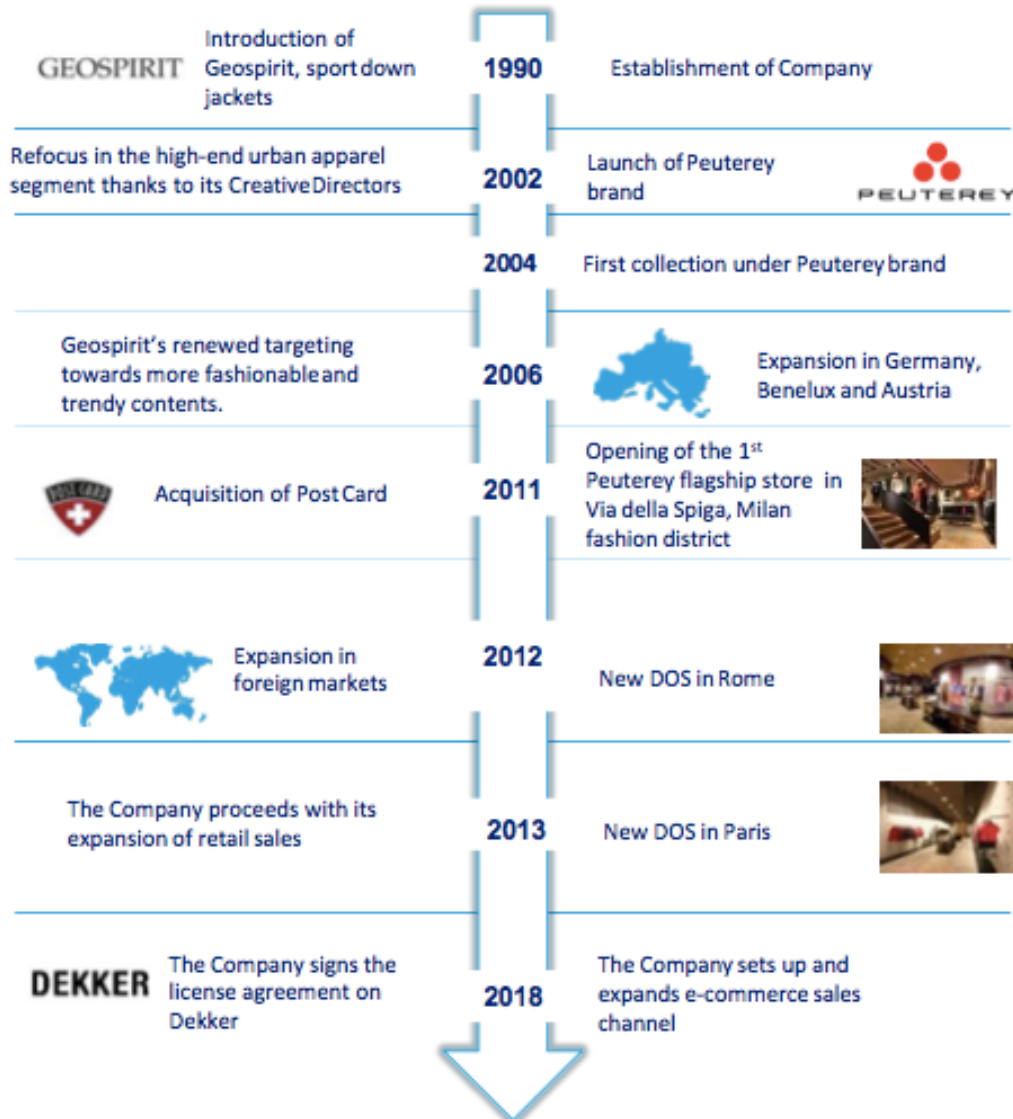 GEOSPIRIT
Introduction of
Geospirit, sport down
jackets
1990
Establishment of Company
Refocus in the high-end urban apparel
segment thanks to its Creative Directors
2002
Launch of Peuterey
brand
PEUTEREY
2004
First collection under Peuterey brand
Geospirit's renewed targeting
towards more fashionable and
trendy contents.
2006
Expansion in Germany,
Benelux and Austria
POST CARD
Acquisition of Post Card
2011
Opening of the 1st
Peuterey flagship store in
Via della Spiga, Milan
fashion district
Expansion in
foreign markets
2012
New DOS in Rome
The Company proceeds with its
expansion of retail sales
2013
New DOS in Paris
DEKKER
The Company signs the
license agreement on
Dekker
2018
The Company sets up and
expands e-commerce sales
channel